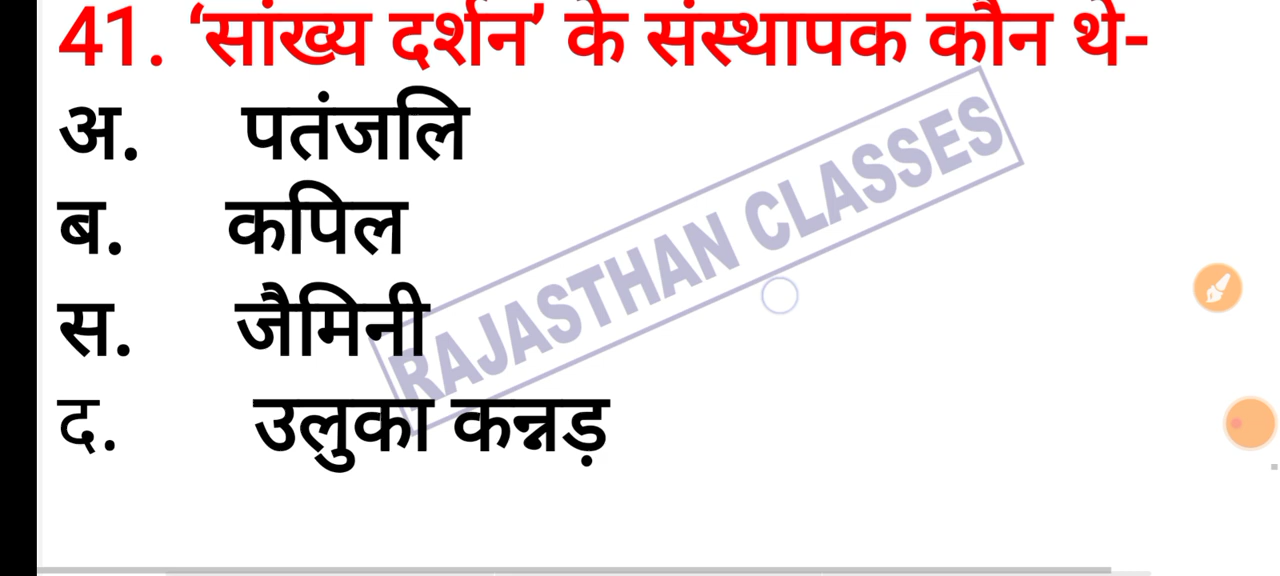 41. ‘सांख्य दर्शन’ के संस्थापक कौन थे-
अ. पतंजलि
ब. कपिल
स. जैमिनी
द. उलुका कन्नड़
RAJASTHAN CLASSES